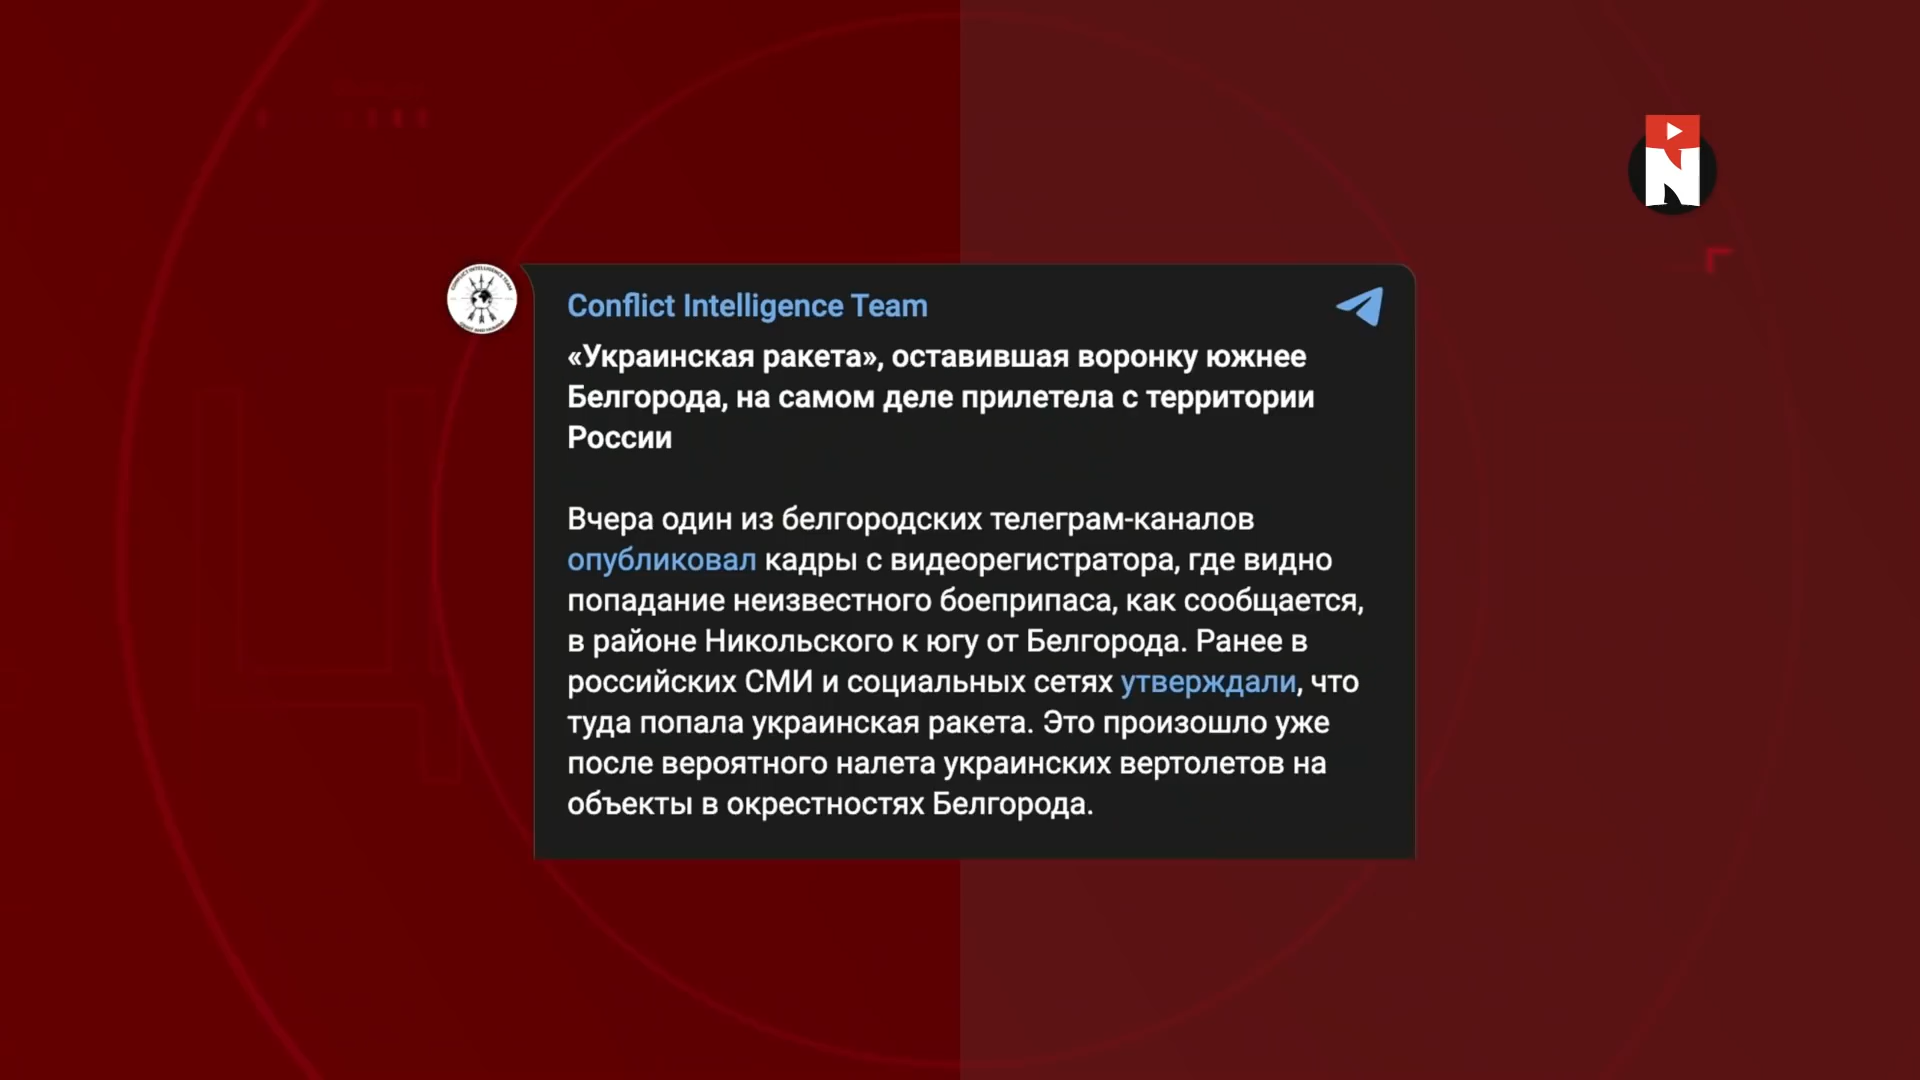 Conflict Intelligence Team
«Украинская ракета», оставившая воронку южнее
Белгорода, на самом деле прилетела с территории
России
Вчера один из белгородских телеграм-каналов
опубликовал кадры с видеорегистратора, где видно
попадание неизвестного боеприпаса, как сообщается,
в районе Никольского к югу от Белгорода. Ранее в
российских СМИ и социальных сетях утверждали, что
туда попала украинская ракета. Это произошло уже
после вероятного налета украинских вертолетов на
объекты в окрестностях Белгорода.
N